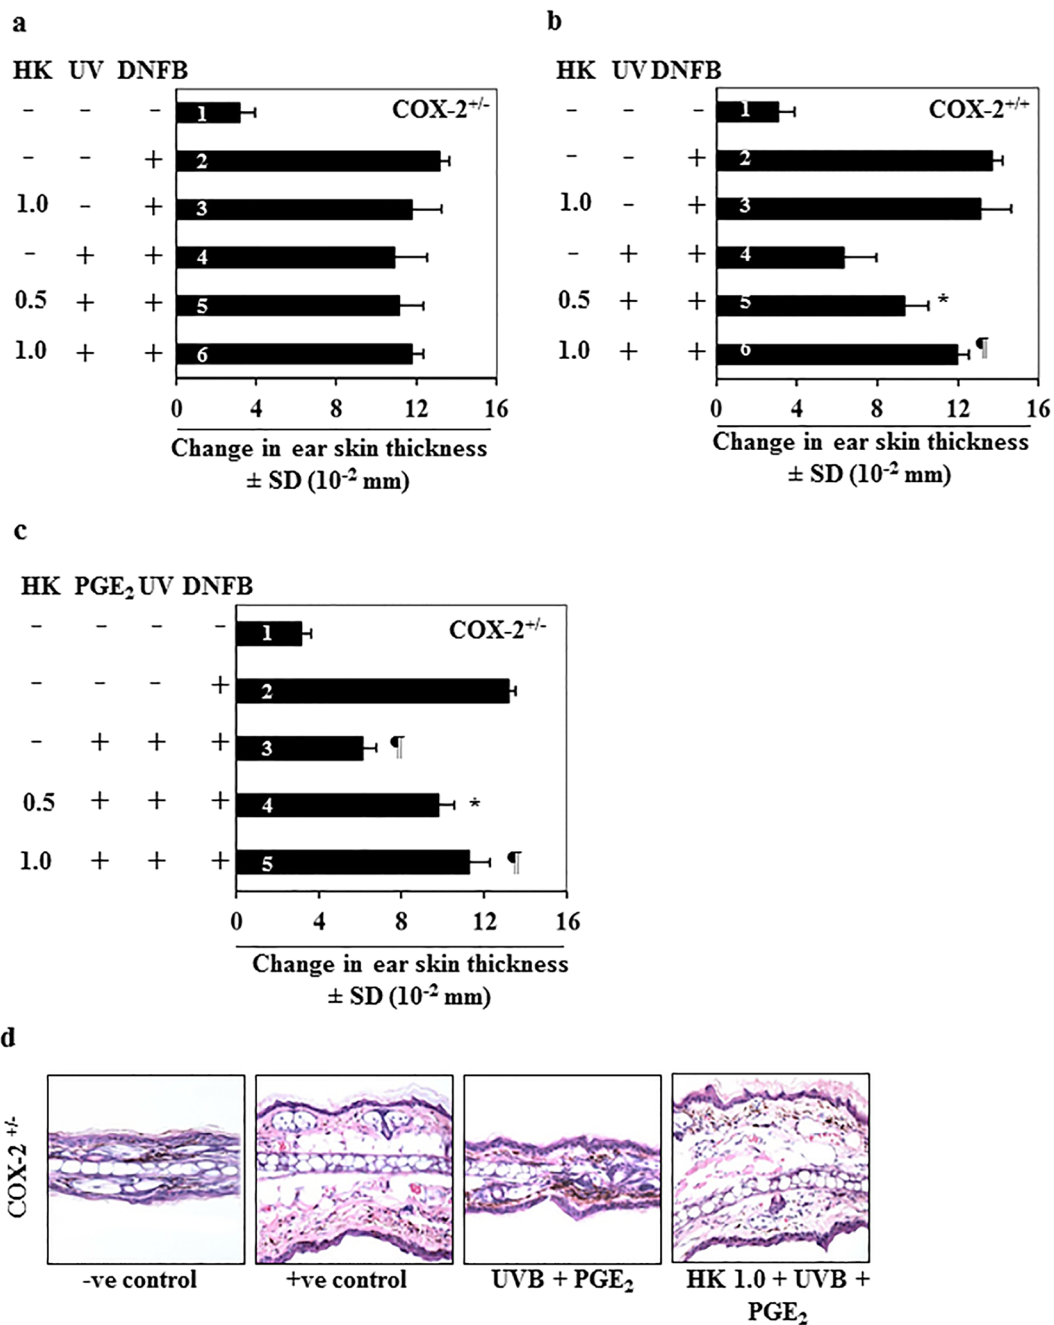 a
HK UV DNFB
- - - 1 COX-2+/-
- - + 2
1.0 - + 3
- + + 4
0.5 + + 5
1.0 + + 6
0 4 8 12 16
Change in ear skin thickness
± SD (10-2 mm)
b
HK UV DNFB
- - - 1 COX-2+/+
- - + 2
1.0 - + 3
- + + 4
0.5 + + 5 *
1.0 + + 6 ¶
0 4 8 12 16
Change in ear skin thickness
± SD (10-2 mm)
c
HK PGE2 UV DNFB
- - - - 1 COX-2+/-
- - - + 2
- + + + 3 ¶
0.5 + + + 4 *
1.0 + + + 5 ¶
0 4 8 12 16
Change in ear skin thickness
± SD (10-2 mm)
d
COX-2 +/-
-ve control
+ve control
UVB + PGE2
HK 1.0 + UVB +
PGE2